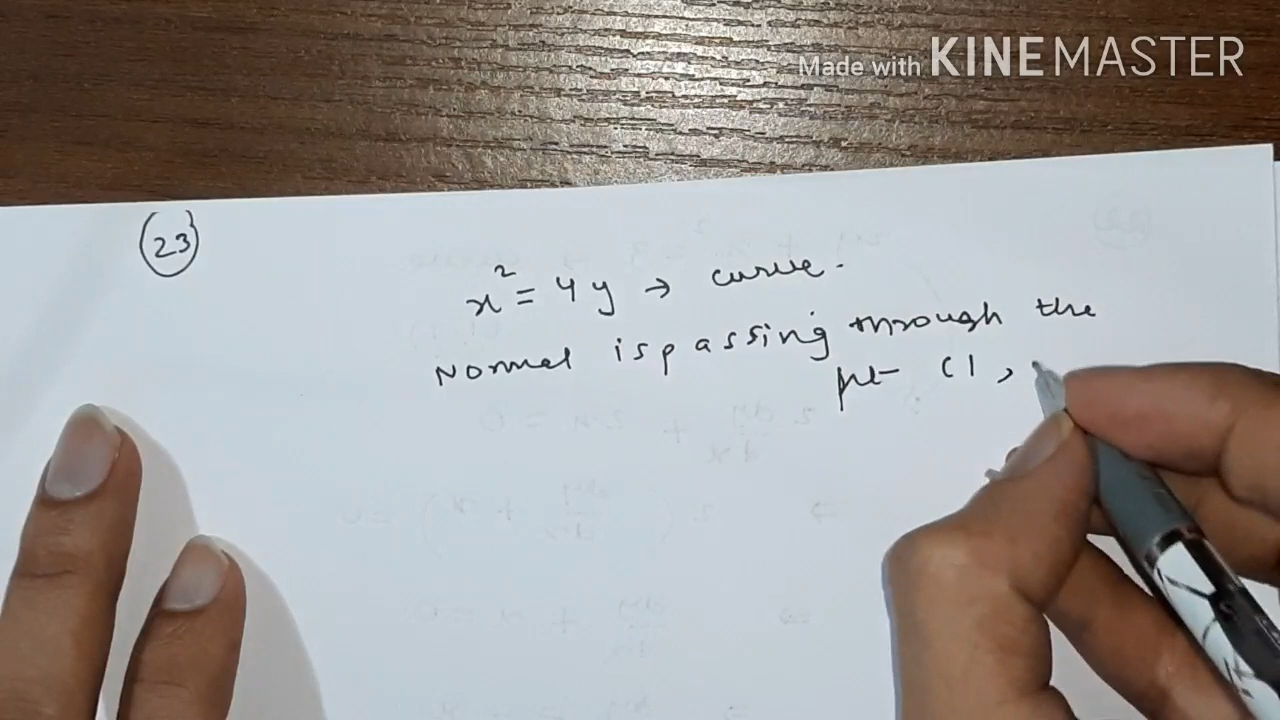 Made with KINEMASTER
23
x² = 4y → curve.
Normal is passing through the
pt (1,